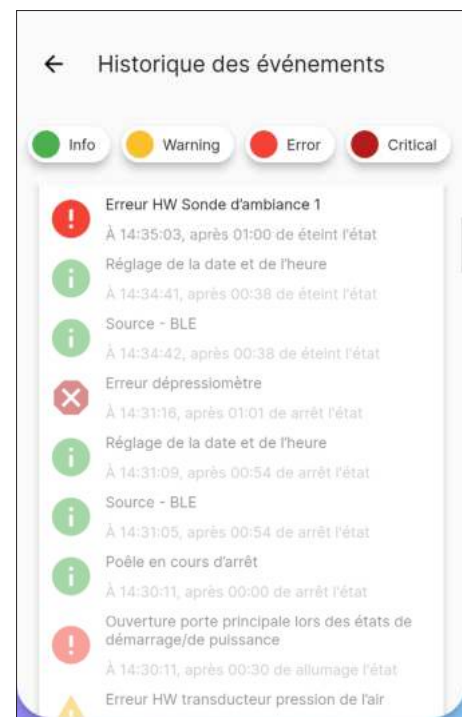 Historique des événements
Info Warning Error Critical
Erreur HW Sonde d'ambiance 1
À 14:35:03, après 01:00 de éteint l'état
Réglage de la date et de l'heure
À 14:34:41, après 00:38 de éteint l'état
Source - BLE
À 14:34:42, après 00:38 de éteint l'état
Erreur dépressiomètre
À 14:31:16, après 01:01 de arrêt l'état
Réglage de la date et de l'heure
À 14:31:09, après 00:54 de arrêt l'état
Source - BLE
À 14:31:05, après 00:54 de arrêt l'état
Poêle en cours d'arrêt
À 14:30:11, après 00:00 de arrêt l'état
Ouverture porte principale lors des états de
démarrage/de puissance
À 14:30:11, après 00:30 de allumage l'état
Erreur HW transducteur pression de l'air